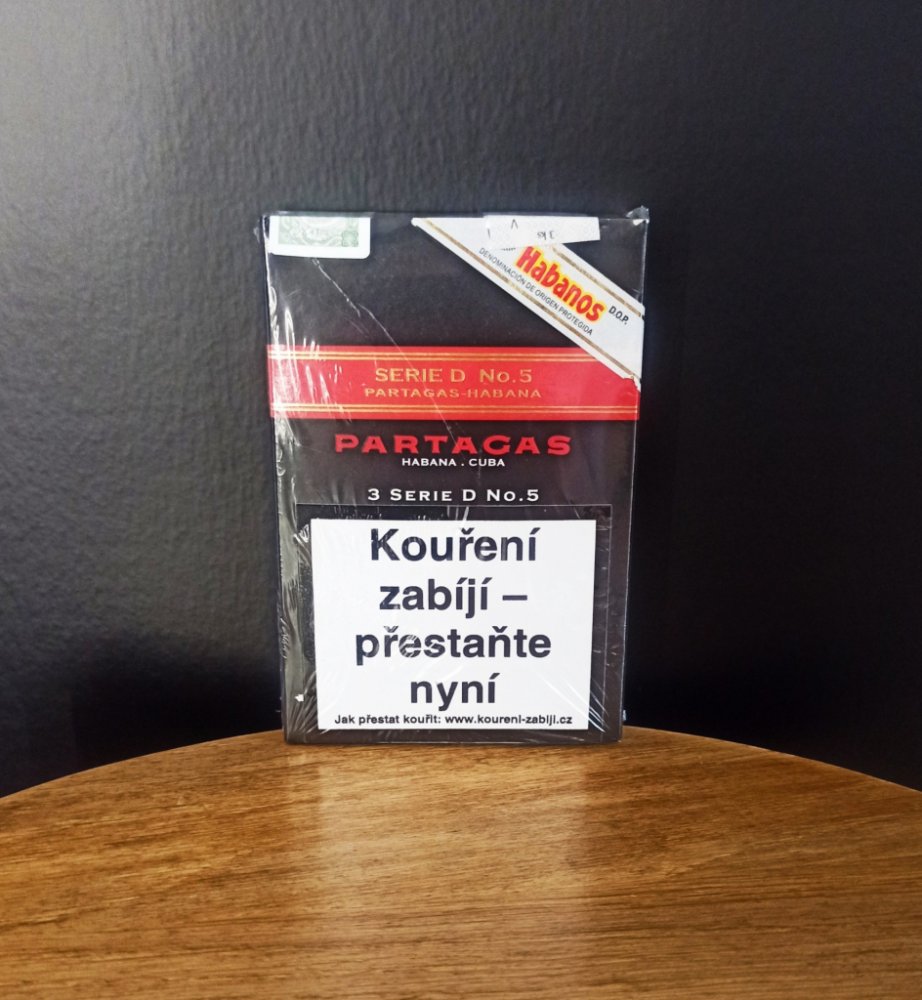 Habanos D.O.P.
DENOMINACIÓN DE ORIGEN PROTEGIDA
SERIE D No.5
PARTAGAS-HABANA
PARTAGAS
HABANA . CUBA
3 SERIE D No.5
Kouření
zabíjí –
přestaňte
nyní
Jak přestat kouřit: www.koureni-zabiji.cz